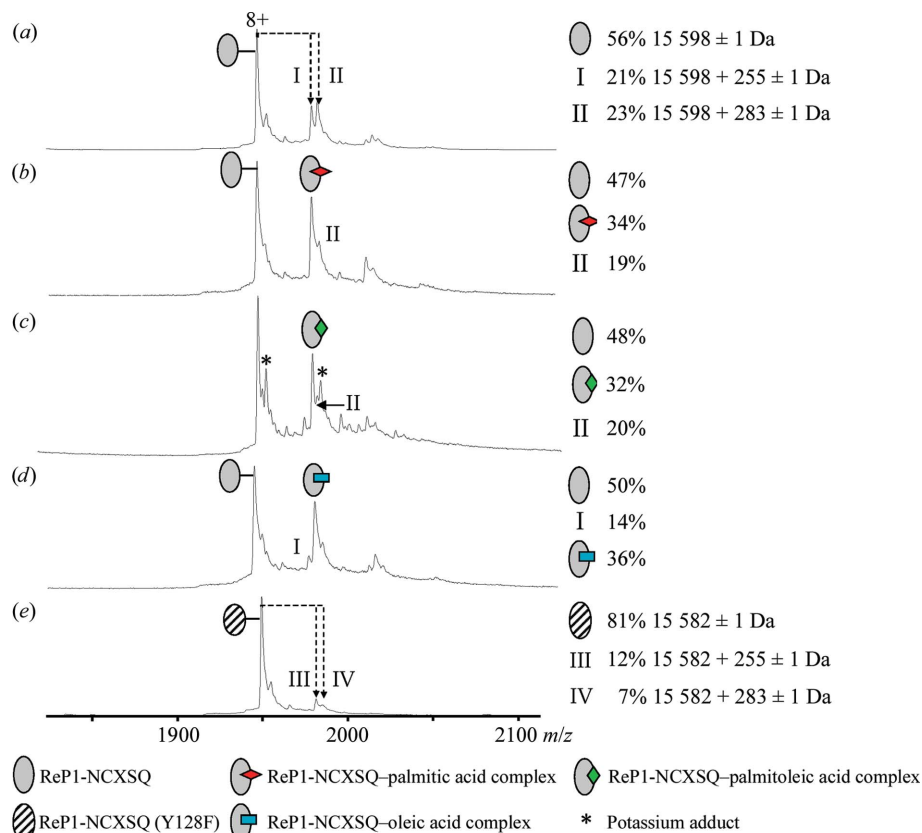 (a) 8+
I II
56% 15 598 ± 1 Da
I 21% 15 598 + 255 ± 1 Da
II 23% 15 598 + 283 ± 1 Da
(b)
II
47%
34%
II 19%
(c)
* *
II
48%
32%
II 20%
(d)
I
50%
I 14%
36%
(e)
III IV
81% 15 582 ± 1 Da
III 12% 15 582 + 255 ± 1 Da
IV 7% 15 582 + 283 ± 1 Da
1900 2000 m/z 2100
ReP1-NCXSQ ReP1-NCXSQ–palmitic acid complex ReP1-NCXSQ–palmitoleic acid complex
ReP1-NCXSQ (Y128F) ReP1-NCXSQ–oleic acid complex * Potassium adduct